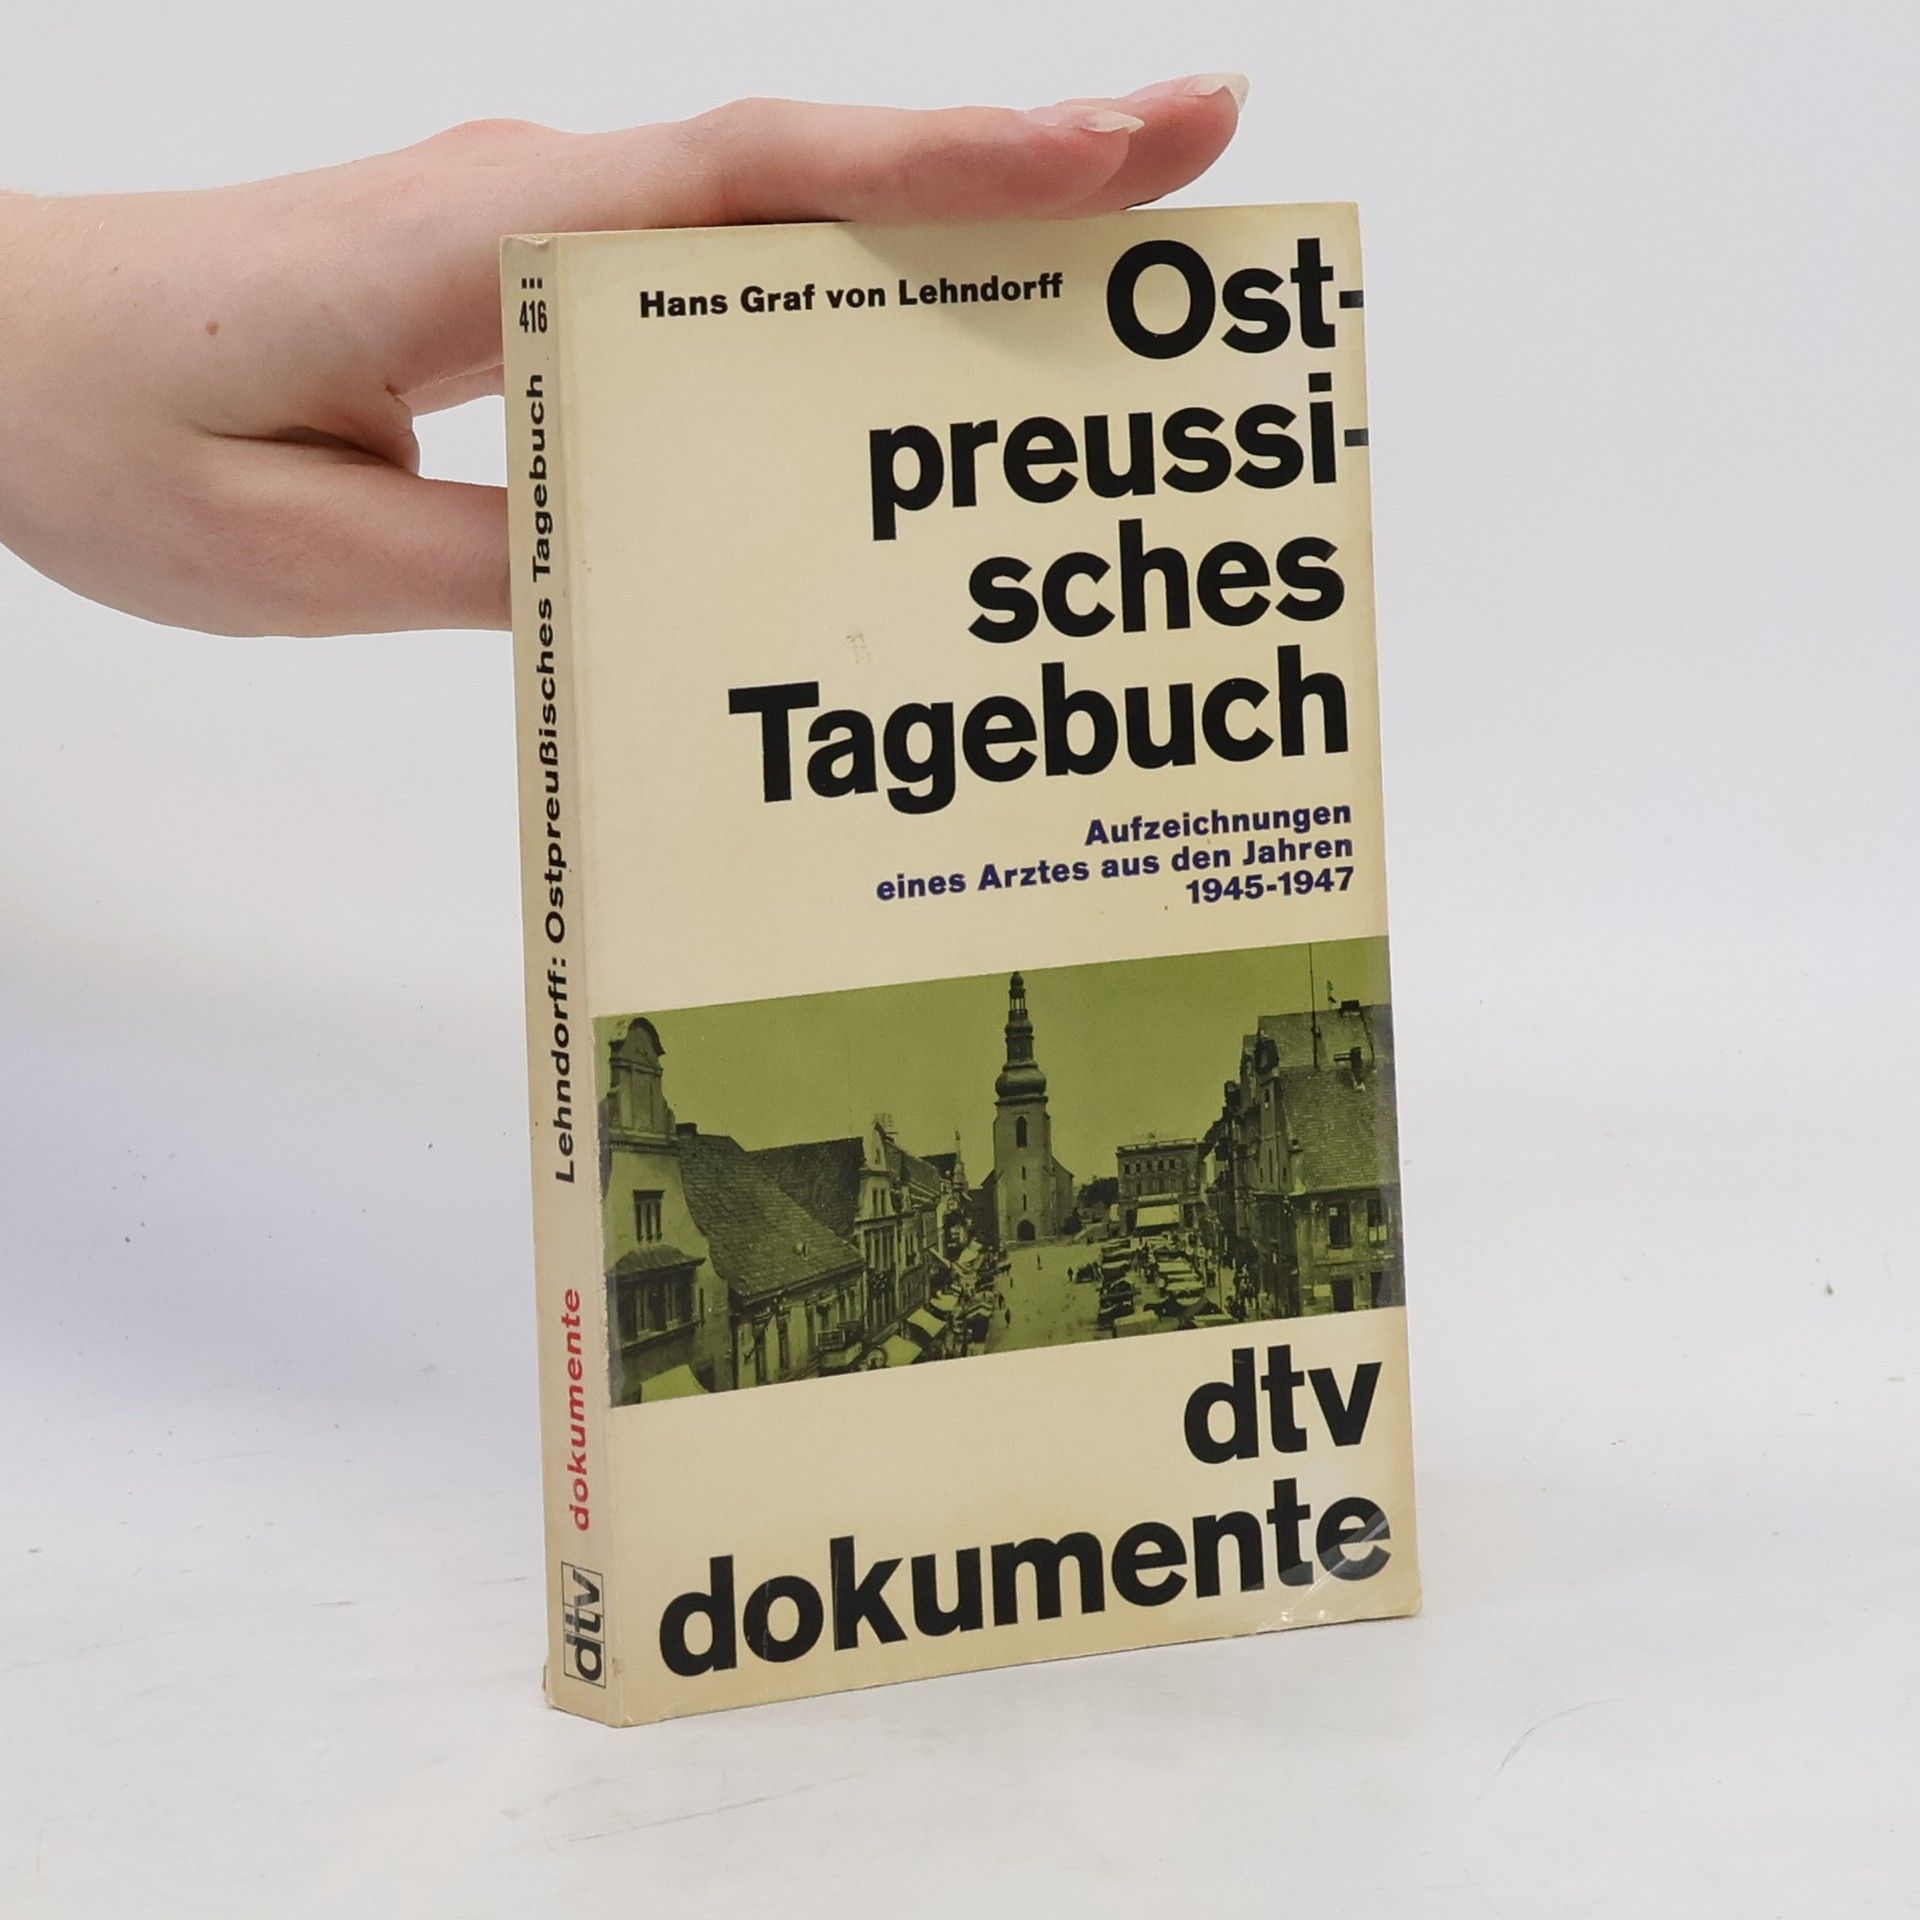 416
Lehndorff: Ostpreußisches Tagebuch
dokumente
dtv
Hans Graf von Lehndorff
Ost-
preussi-
sches
Tagebuch
Aufzeichnungen
eines Arztes aus den Jahren
1945-1947
dtv
dokumente